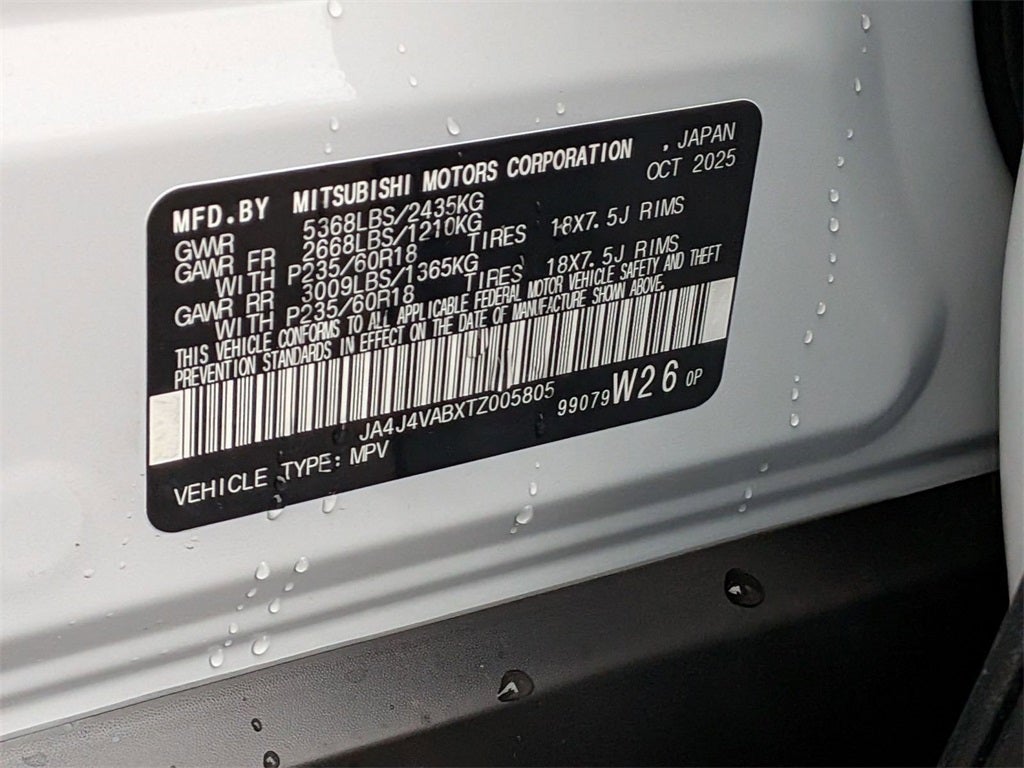 MFD.BY MITSUBISHI MOTORS CORPORATION , JAPAN
OCT 2025
GVWR 5368LBS/2435KG
GAWR FR 2668LBS/1210KG
WITH P235/60R18 TIRES 18X7.5J RIMS
GAWR RR 3009LBS/1365KG
WITH P235/60R18 TIRES 18X7.5J RIMS
THIS VEHICLE CONFORMS TO ALL APPLICABLE FEDERAL MOTOR VEHICLE SAFETY AND THEFT
PREVENTION STANDARDS IN EFFECT ON THE DATE OF MANUFACTURE SHOWN ABOVE.
JA4J4VABXTZ005805 99079 W26 0P
VEHICLE TYPE: MPV